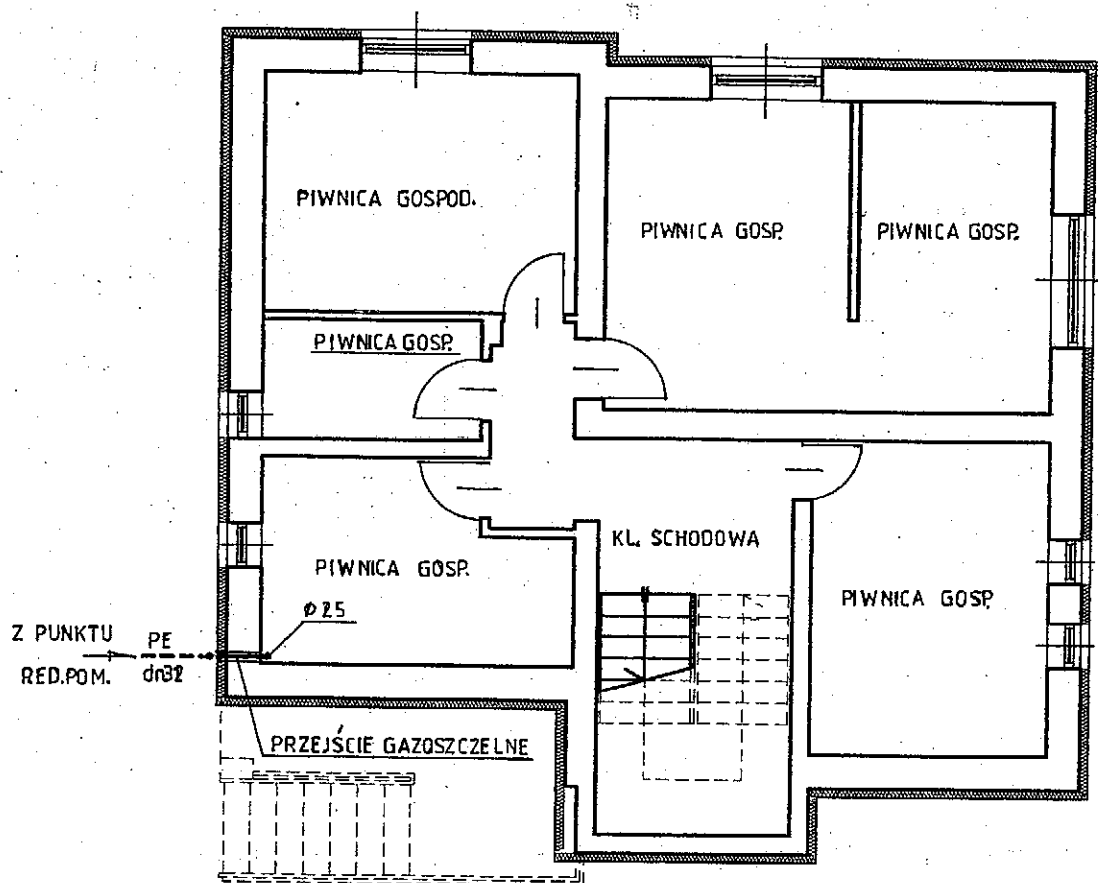 PIWNICA GOSPOD.
PIWNICA GOSP.
PIWNICA GOSP.
PIWNICA GOSP.
KL. SCHODOWA
PIWNICA GOSP.
PIWNICA GOSP.
Ø 25
Z PUNKTU
RED.POM.
PE
dn32
PRZEJŚCIE GAZOSZCZELNE